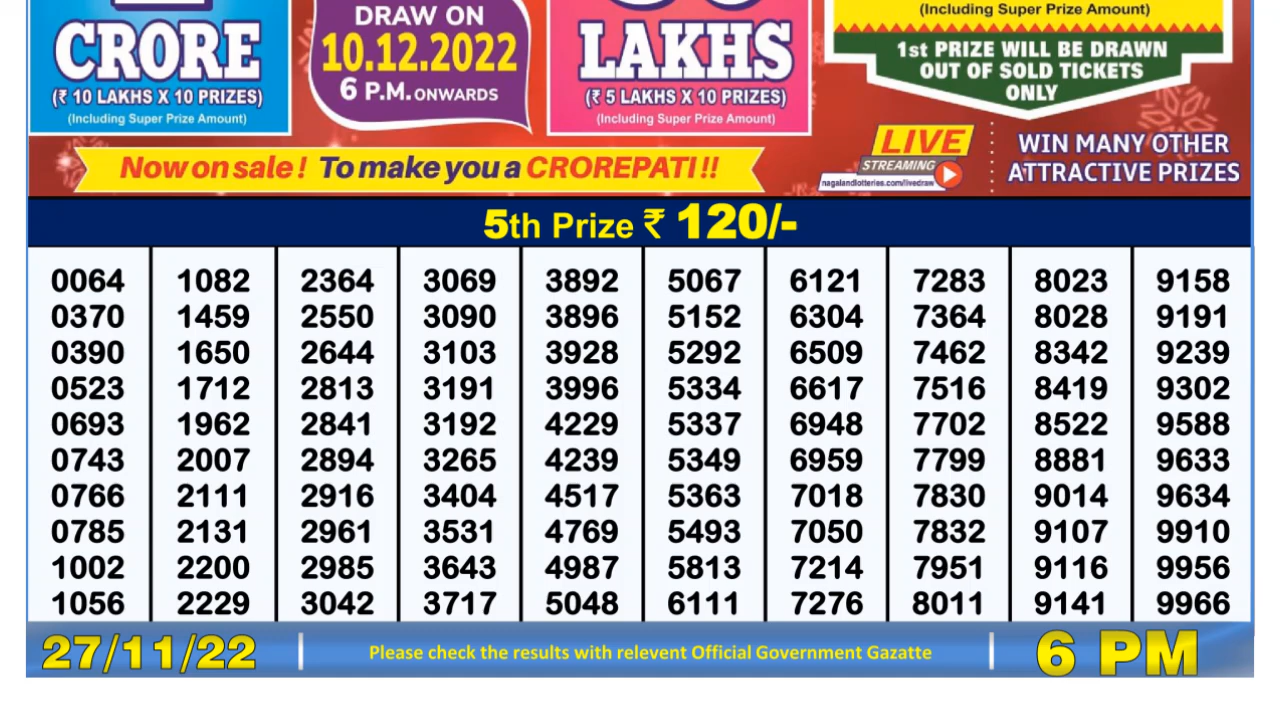 CRORE
(₹ 10 LAKHS X 10 PRIZES)
(Including Super Prize Amount)
DRAW ON
10.12.2022
6 P.M. ONWARDS
LAKHS
(₹ 5 LAKHS X 10 PRIZES)
(Including Super Prize Amount)
(Including Super Prize Amount)
1st PRIZE WILL BE DRAWN
OUT OF SOLD TICKETS
ONLY
Now on sale! To make you a CROREPATI!!
LIVE
STREAMING
nagalandlotteries.com/livedraw
WIN MANY OTHER
ATTRACTIVE PRIZES
5th Prize ₹ 120/-
0064 1082 2364 3069 3892 5067 6121 7283 8023 9158
0370 1459 2550 3090 3896 5152 6304 7364 8028 9191
0390 1650 2644 3103 3928 5292 6509 7462 8342 9239
0523 1712 2813 3191 3996 5334 6617 7516 8419 9302
0693 1962 2841 3192 4229 5337 6948 7702 8522 9588
0743 2007 2894 3265 4239 5349 6959 7799 8881 9633
0766 2111 2916 3404 4517 5363 7018 7830 9014 9634
0785 2131 2961 3531 4769 5493 7050 7832 9107 9910
1002 2200 2985 3643 4987 5813 7214 7951 9116 9956
1056 2229 3042 3717 5048 6111 7276 8011 9141 9966
27/11/22
Please check the results with relevent Official Government Gazatte
6 PM